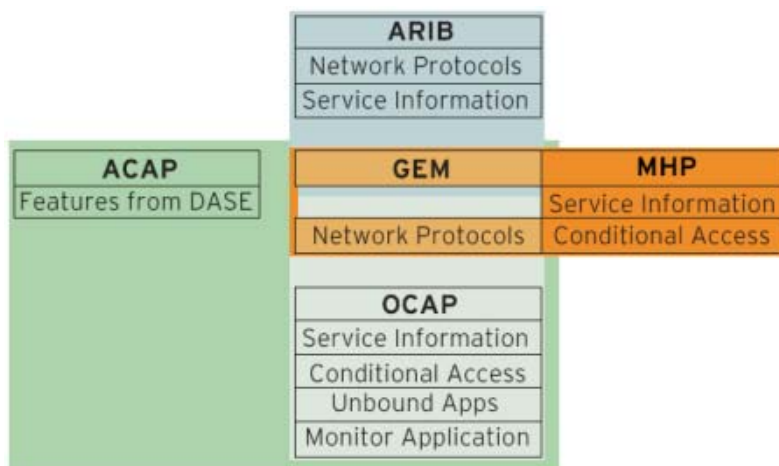 ARIB
Network Protocols
Service Information
ACAP
Features from DASE
GEM
Network Protocols
MHP
Service Information
Conditional Access
OCAP
Service Information
Conditional Access
Unbound Apps
Monitor Application